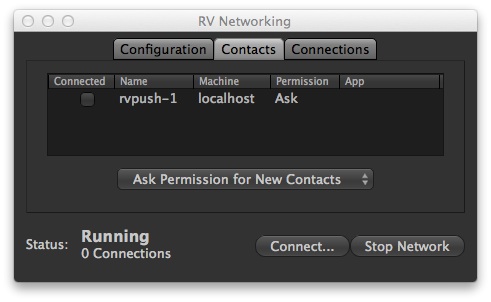 RV Networking
Configuration Contacts Connections
Connected Name Machine Permission App
rvpush-1 localhost Ask
Ask Permission for New Contacts
Status: Running
0 Connections
Connect... Stop Network